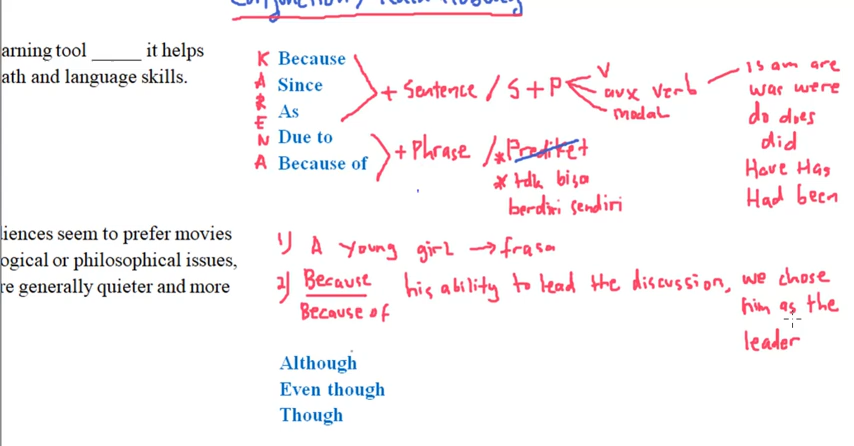 arning tool ______ it helps
ath and language skills.
K Because
A Since
R As
E
N Due to
A Because of
+ Sentence / S + P
V
aux verb
modal
is am are
was were
do does
did
Have Has
Had been
+ Phrase / * Prediket
* tdk bisa
berdiri sendiri
iences seem to prefer movies
ogical or philosophical issues,
re generally quieter and more
1) A young girl → frasa
2) Because his ability to lead the discussion, we chose
Because of
him as the
leader
Although
Even though
Though